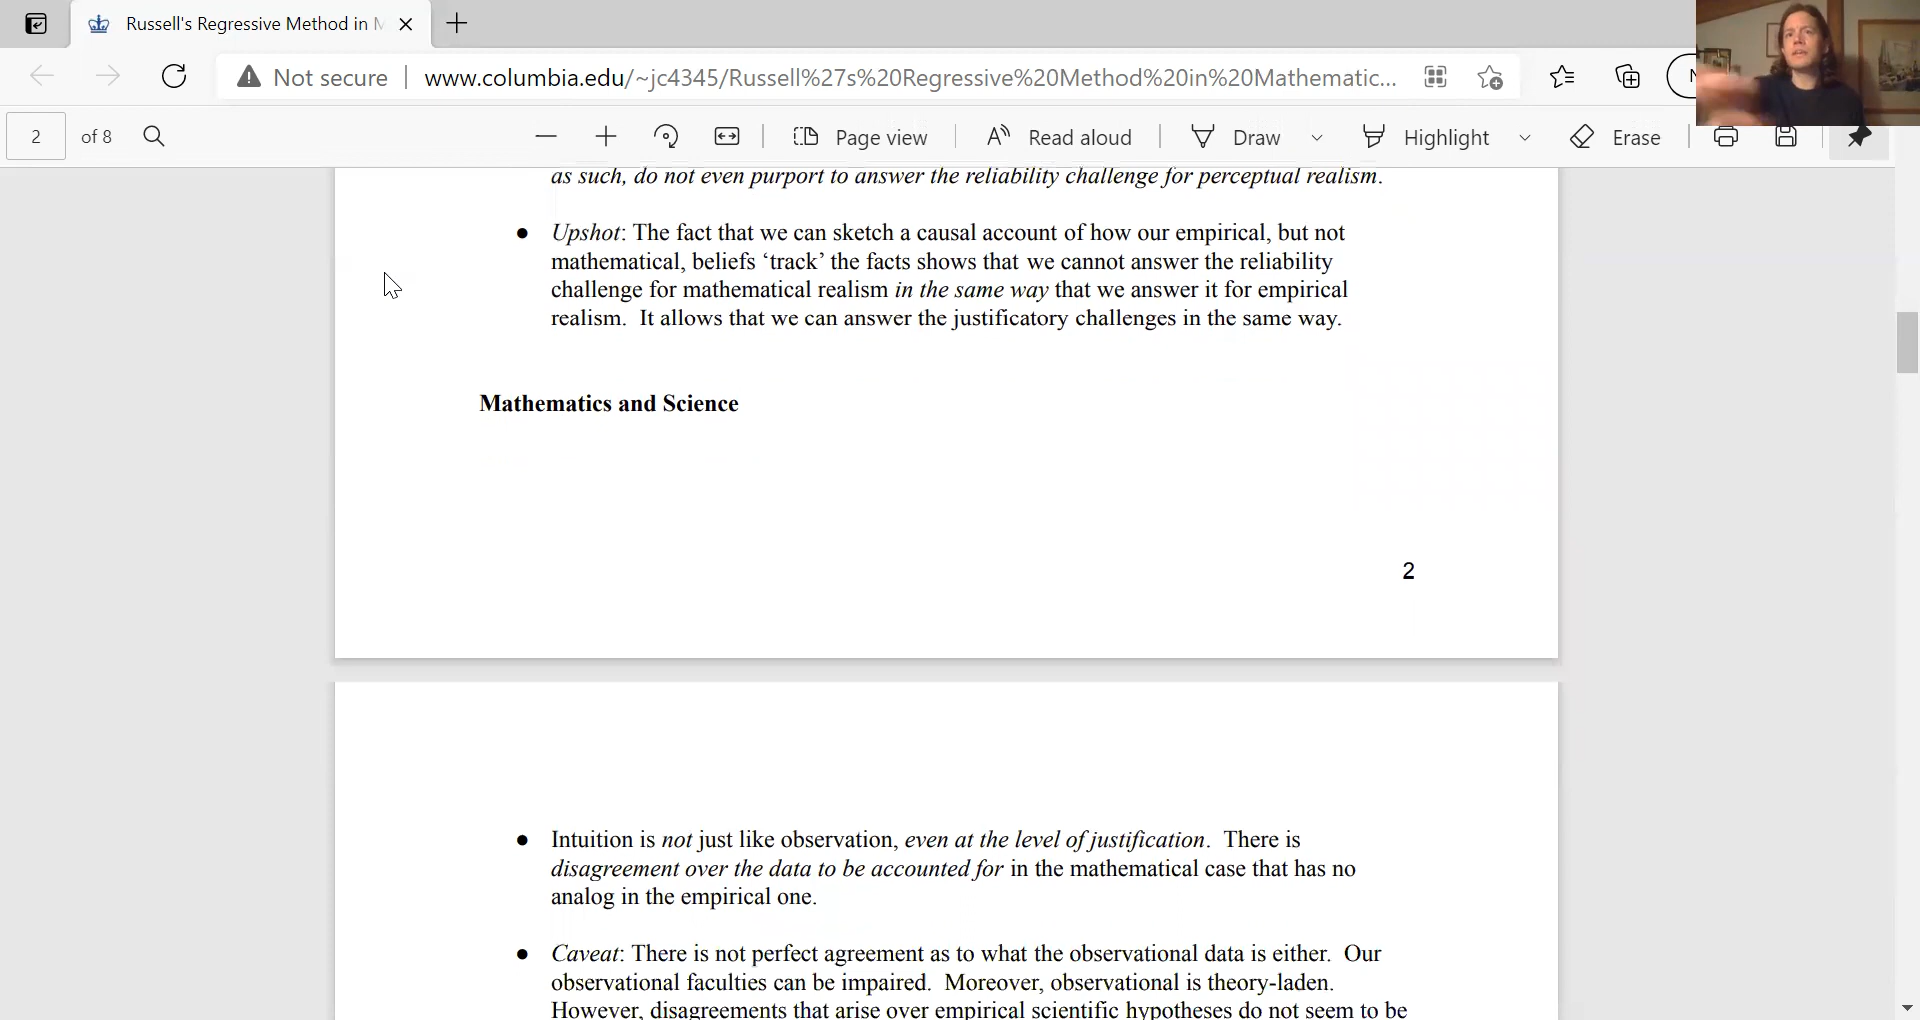 Russell's Regressive Method in M
Not secure
www.columbia.edu/~jc4345/Russell%27s%20Regressive%20Method%20in%20Mathematic...
2 of 8
Page view
Read aloud
Draw
Highlight
Erase
as such, do not even purport to answer the reliability challenge for perceptual realism.
● Upshot: The fact that we can sketch a causal account of how our empirical, but not
mathematical, beliefs ‘track’ the facts shows that we cannot answer the reliability
challenge for mathematical realism in the same way that we answer it for empirical
realism. It allows that we can answer the justificatory challenges in the same way.
Mathematics and Science
2
● Intuition is not just like observation, even at the level of justification. There is
disagreement over the data to be accounted for in the mathematical case that has no
analog in the empirical one.
● Caveat: There is not perfect agreement as to what the observational data is either. Our
observational faculties can be impaired. Moreover, observational is theory-laden.
However, disagreements that arise over empirical scientific hypotheses do not seem to be